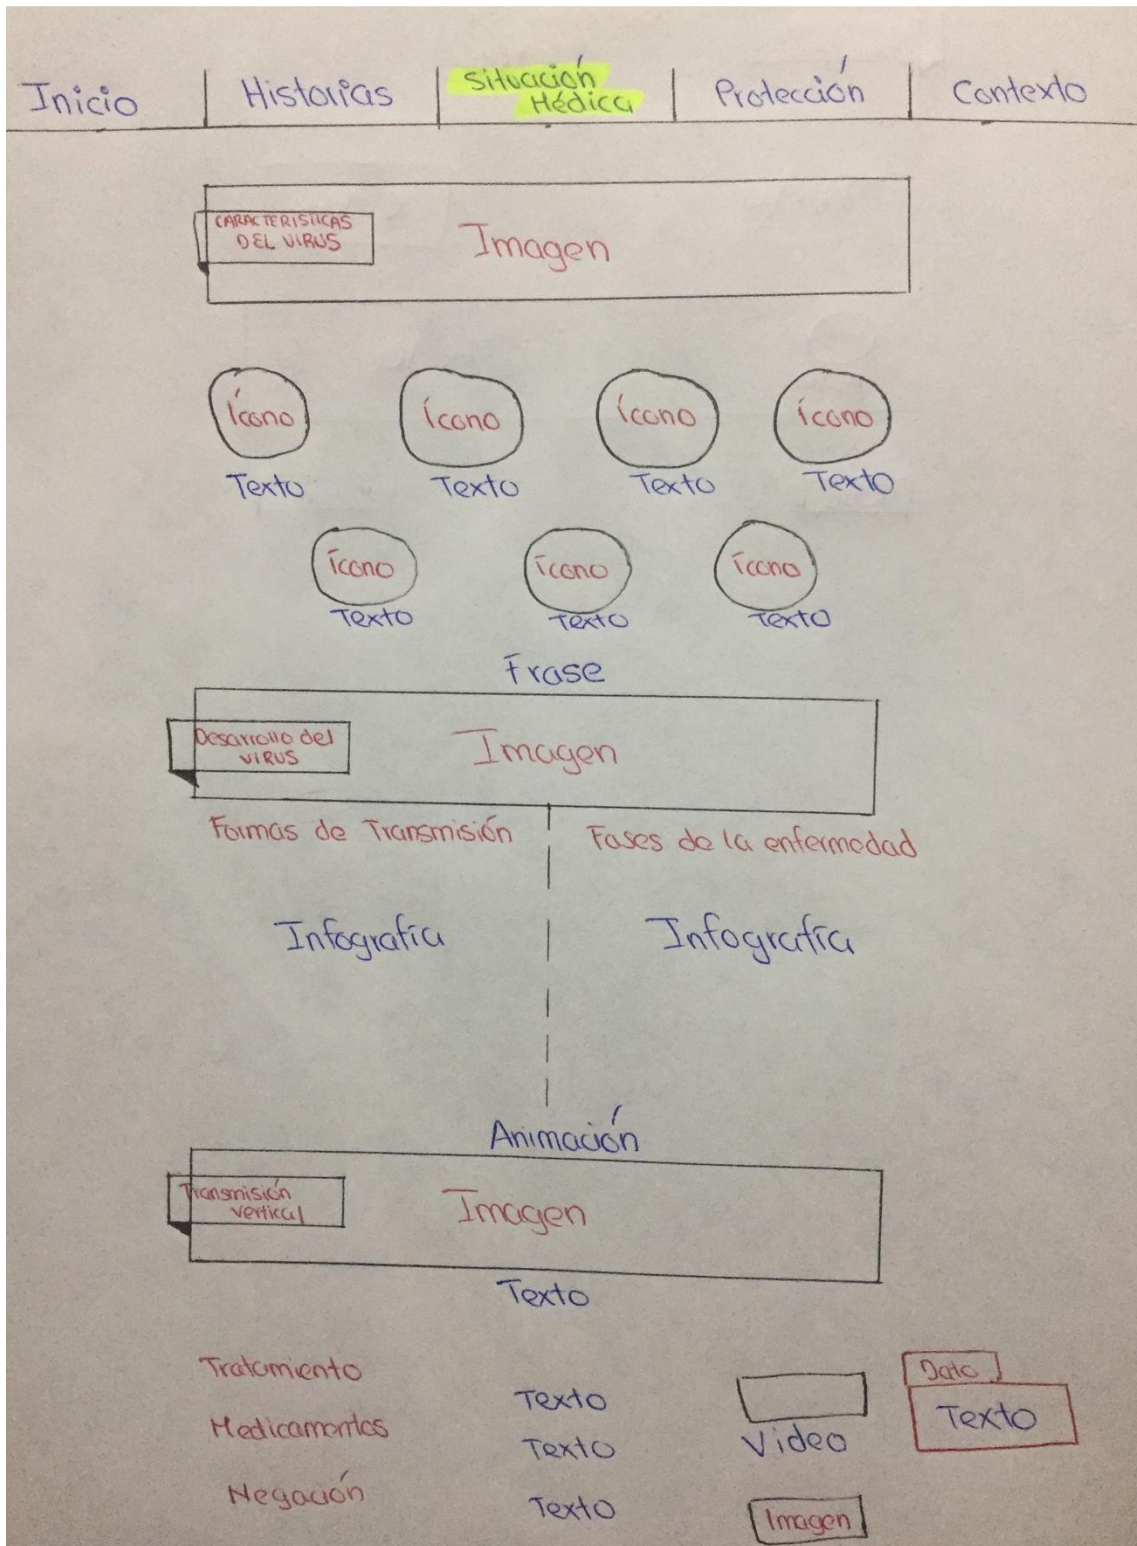 Inicio
Historias
Situación
Médica
Protección
Contexto
CARACTERISTICAS
DEL VIRUS
Imagen
Ícono
Ícono
Ícono
Ícono
Texto
Texto
Texto
Texto
Ícono
Ícono
Ícono
Texto
Texto
Texto
Frase
Desarrollo del
VIRUS
Imagen
Formas de Transmisión
Fases de la enfermedad
Infografía
Infografía
Animación
Transmisión
vertical
Imagen
Texto
Tratamiento
Texto
Dato
Texto
Medicamentos
Texto
Video
Negación
Texto
Imagen